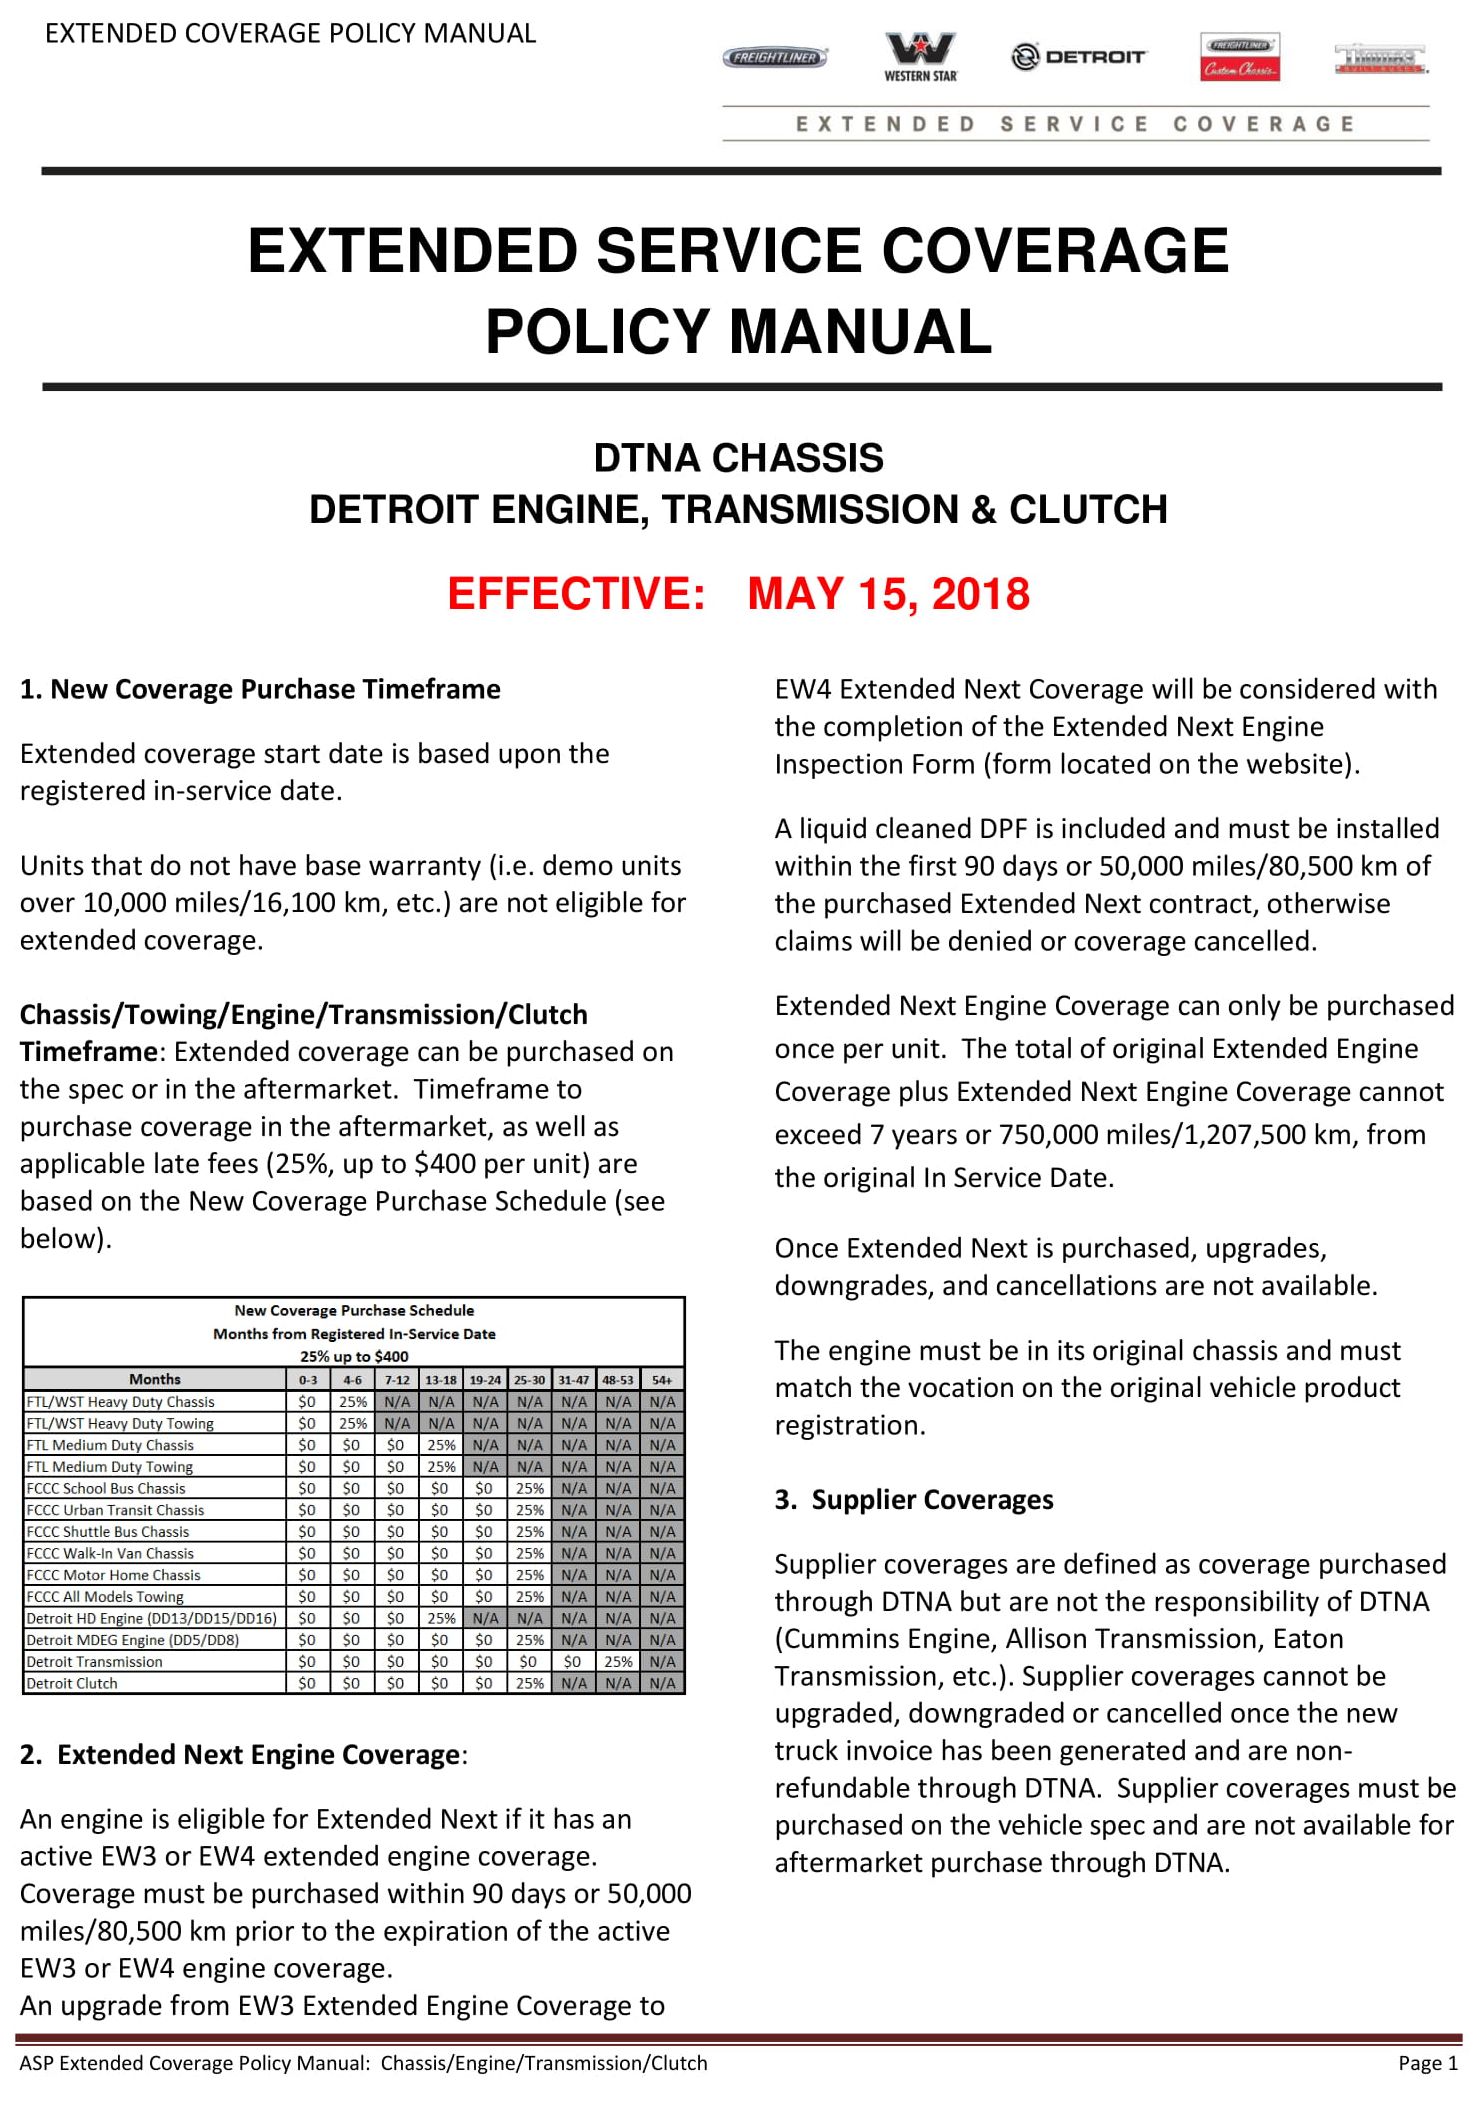 EXTENDED COVERAGE POLICY MANUAL
FREIGHTLINER
WESTERN STAR
DETROIT
FREIGHTLINER
Custom Chassis
Thomas
BUILT BUSES
EXTENDED SERVICE COVERAGE
EXTENDED SERVICE COVERAGE
POLICY MANUAL
DTNA CHASSIS
DETROIT ENGINE, TRANSMISSION & CLUTCH
EFFECTIVE: MAY 15, 2018
1. New Coverage Purchase Timeframe
Extended coverage start date is based upon the
registered in-service date.
Units that do not have base warranty (i.e. demo units
over 10,000 miles/16,100 km, etc.) are not eligible for
extended coverage.
Chassis/Towing/Engine/Transmission/Clutch
Timeframe: Extended coverage can be purchased on
the spec or in the aftermarket. Timeframe to
purchase coverage in the aftermarket, as well as
applicable late fees (25%, up to $400 per unit) are
based on the New Coverage Purchase Schedule (see
below).
New Coverage Purchase Schedule
Months from Registered In-Service Date
25% up to $400
Months 0-3 4-6 7-12 13-18 19-24 25-30 31-47 48-53 54+
FTL/WST Heavy Duty Chassis $0 25% N/A N/A N/A N/A N/A N/A N/A
FTL/WST Heavy Duty Towing $0 25% N/A N/A N/A N/A N/A N/A N/A
FTL Medium Duty Chassis $0 $0 $0 25% N/A N/A N/A N/A N/A
FTL Medium Duty Towing $0 $0 $0 25% N/A N/A N/A N/A N/A
FCCC School Bus Chassis $0 $0 $0 $0 $0 25% N/A N/A N/A
FCCC Urban Transit Chassis $0 $0 $0 $0 $0 25% N/A N/A N/A
FCCC Shuttle Bus Chassis $0 $0 $0 $0 $0 25% N/A N/A N/A
FCCC Walk-In Van Chassis $0 $0 $0 $0 $0 25% N/A N/A N/A
FCCC Motor Home Chassis $0 $0 $0 $0 $0 25% N/A N/A N/A
FCCC All Models Towing $0 $0 $0 $0 $0 25% N/A N/A N/A
Detroit HD Engine (DD13/DD15/DD16) $0 $0 $0 25% N/A N/A N/A N/A N/A
Detroit MDEG Engine (DD5/DD8) $0 $0 $0 $0 $0 25% N/A N/A N/A
Detroit Transmission $0 $0 $0 $0 $0 $0 $0 25% N/A
Detroit Clutch $0 $0 $0 $0 $0 25% N/A N/A N/A
2. Extended Next Engine Coverage:
An engine is eligible for Extended Next if it has an
active EW3 or EW4 extended engine coverage.
Coverage must be purchased within 90 days or 50,000
miles/80,500 km prior to the expiration of the active
EW3 or EW4 engine coverage.
An upgrade from EW3 Extended Engine Coverage to
EW4 Extended Next Coverage will be considered with
the completion of the Extended Next Engine
Inspection Form (form located on the website).
A liquid cleaned DPF is included and must be installed
within the first 90 days or 50,000 miles/80,500 km of
the purchased Extended Next contract, otherwise
claims will be denied or coverage cancelled.
Extended Next Engine Coverage can only be purchased
once per unit. The total of original Extended Engine
Coverage plus Extended Next Engine Coverage cannot
exceed 7 years or 750,000 miles/1,207,500 km, from
the original In Service Date.
Once Extended Next is purchased, upgrades,
downgrades, and cancellations are not available.
The engine must be in its original chassis and must
match the vocation on the original vehicle product
registration.
3. Supplier Coverages
Supplier coverages are defined as coverage purchased
through DTNA but are not the responsibility of DTNA
(Cummins Engine, Allison Transmission, Eaton
Transmission, etc.). Supplier coverages cannot be
upgraded, downgraded or cancelled once the new
truck invoice has been generated and are non-
refundable through DTNA. Supplier coverages must be
purchased on the vehicle spec and are not available for
aftermarket purchase through DTNA.
ASP Extended Coverage Policy Manual: Chassis/Engine/Transmission/Clutch
Page 1